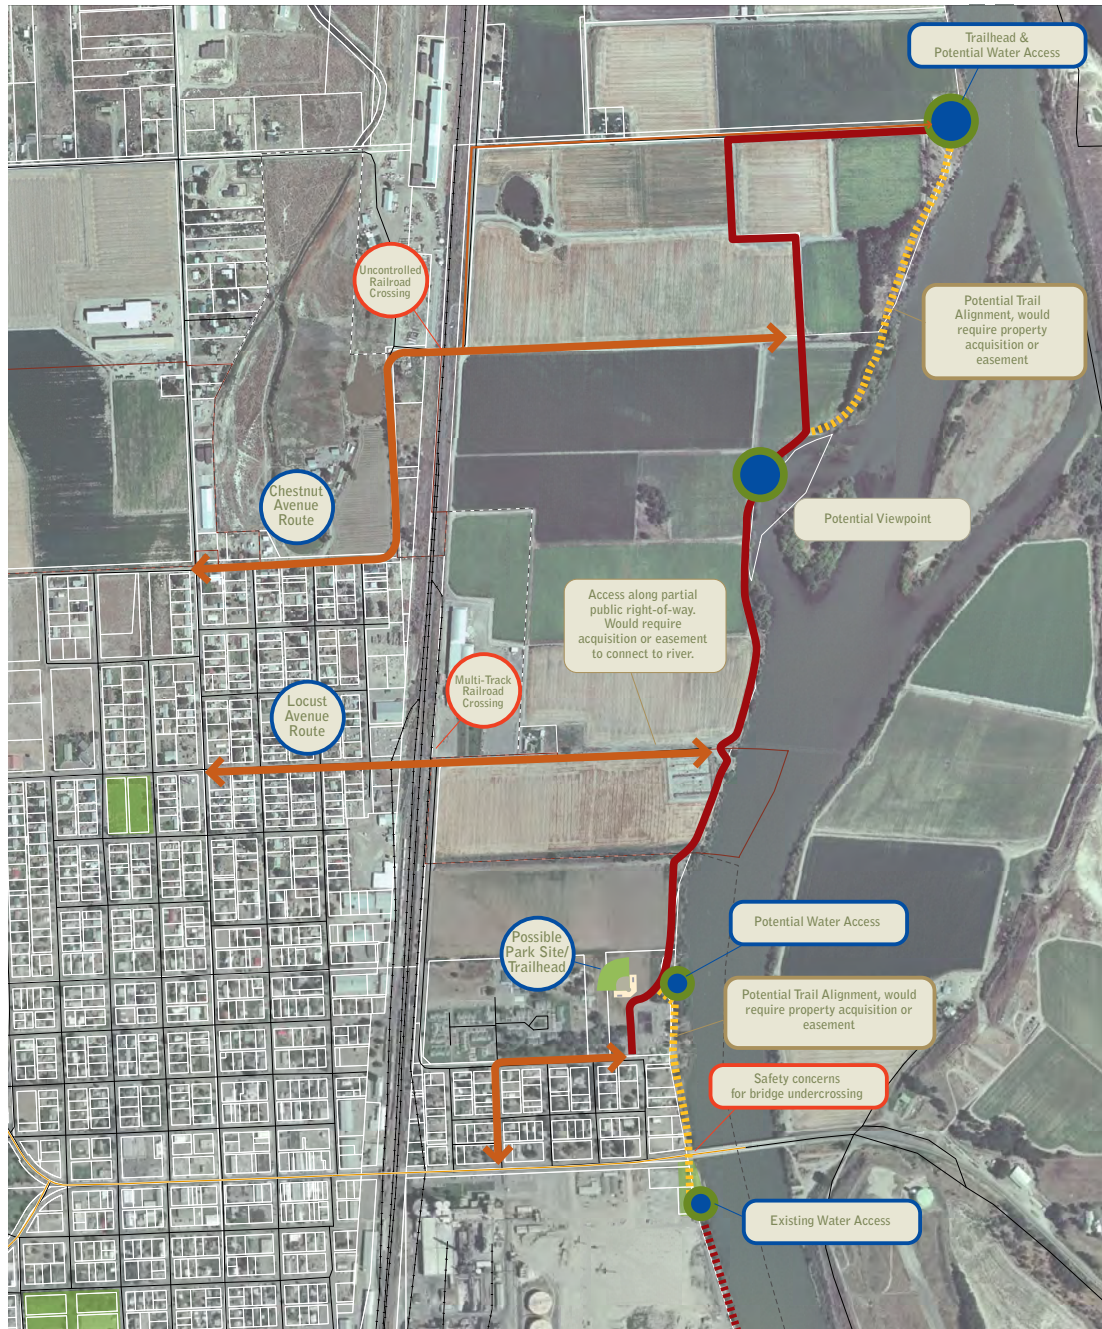 Trailhead &
Potential Water Access
Uncontrolled
Railroad
Crossing
Potential Trail
Alignment, would
require property
acquisition or
easement
Chestnut
Avenue
Route
Potential Viewpoint
Access along partial
public right-of-way.
Would require
acquisition or easement
to connect to river.
Multi-Track
Railroad
Crossing
Locust
Avenue
Route
Potential Water Access
Possible
Park Site/
Trailhead
Potential Trail Alignment, would
require property acquisition or
easement
Safety concerns
for bridge undercrossing
Existing Water Access